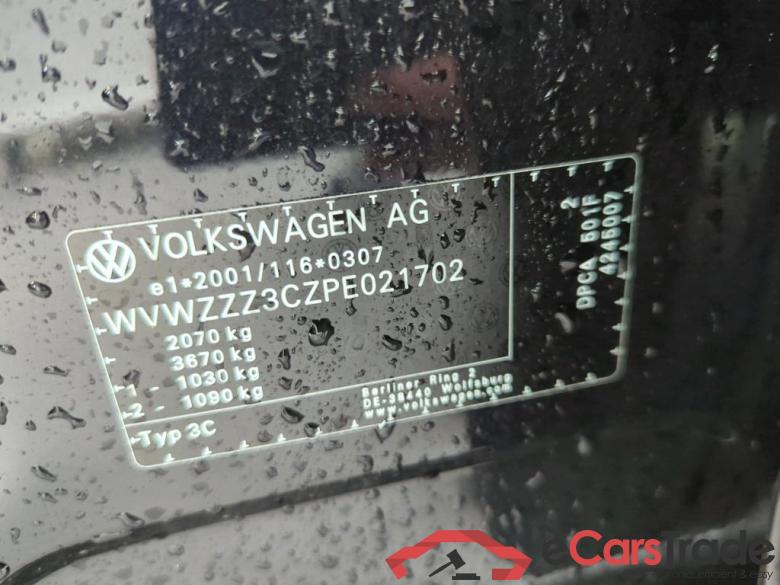 VOLKSWAGEN AG
e1*2001/116*0307
WVWZZZ3CZPE021702
2070 kg
3670 kg
1 - 1030 kg
2 - 1090 kg
Typ 3C
Berliner Ring 2
DE-38440 Wolfsburg
www.volkswagen.com
2
DPCA 501F
4245007
eCarsTrade